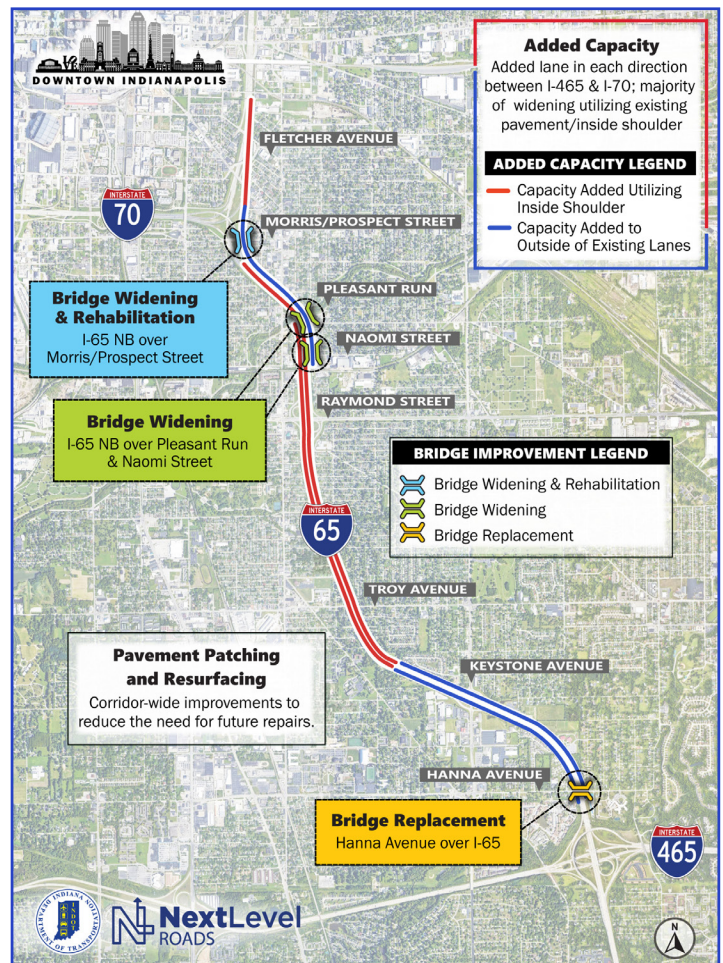 DOWNTOWN INDIANAPOLIS
Added Capacity
Added lane in each direction
between I-465 & I-70; majority
of widening utilizing existing
pavement/inside shoulder
ADDED CAPACITY LEGEND
Capacity Added Utilizing
Inside Shoulder
Capacity Added to
Outside of Existing Lanes
FLETCHER AVENUE
INTERSTATE
70
MORRIS/PROSPECT STREET
Bridge Widening
& Rehabilitation
I-65 NB over
Morris/Prospect Street
PLEASANT RUN
NAOMI STREET
RAYMOND STREET
Bridge Widening
I-65 NB over Pleasant Run
& Naomi Street
BRIDGE IMPROVEMENT LEGEND
Bridge Widening & Rehabilitation
Bridge Widening
Bridge Replacement
INTERSTATE
65
TROY AVENUE
Pavement Patching
and Resurfacing
Corridor-wide improvements to
reduce the need for future repairs.
KEYSTONE AVENUE
HANNA AVENUE
Bridge Replacement
Hanna Avenue over I-65
INTERSTATE
465
INDIANA DEPARTMENT OF TRANSPORTATION
INDOT
NextLevel
ROADS
N